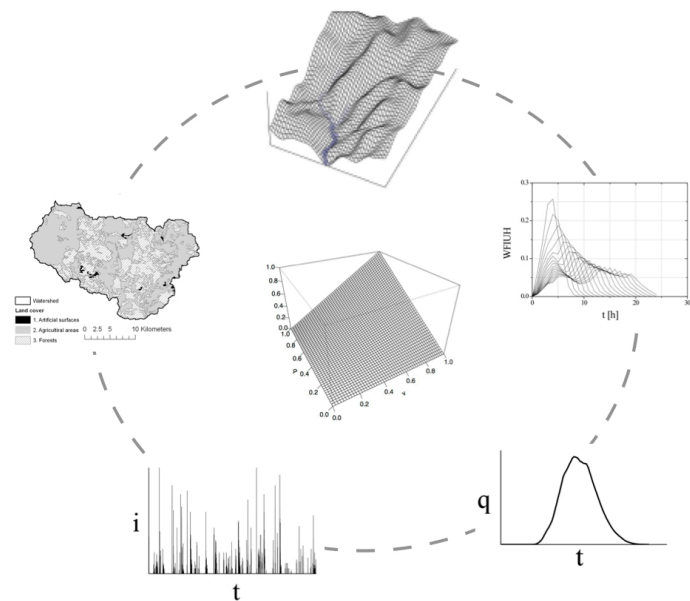 0.3
0.2
0.1
0.0
WFIUH
0
10
20
30
t [h]
Watershed
Land cover
1. Artificial surfaces
2. Agricultural areas
3. Forests
0 2.5 5 10 Kilometers
1.0
0.8
0.6
0.4
0.2
0.0
1.0
0.8
0.6
0.4
0.2
0.0
0.0
0.2
0.4
0.6
0.8
1.0
i
t
q
t